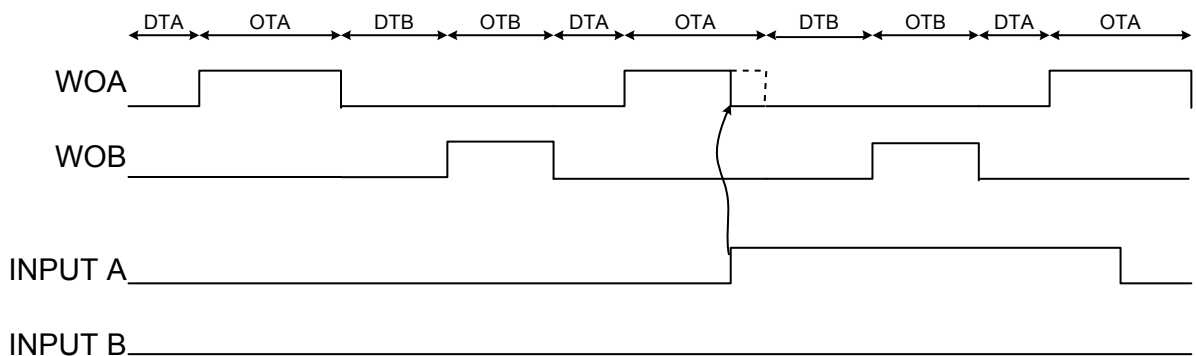 DTA OTA DTB OTB DTA OTA DTB OTB DTA OTA
WOA
WOB
INPUT A
INPUT B